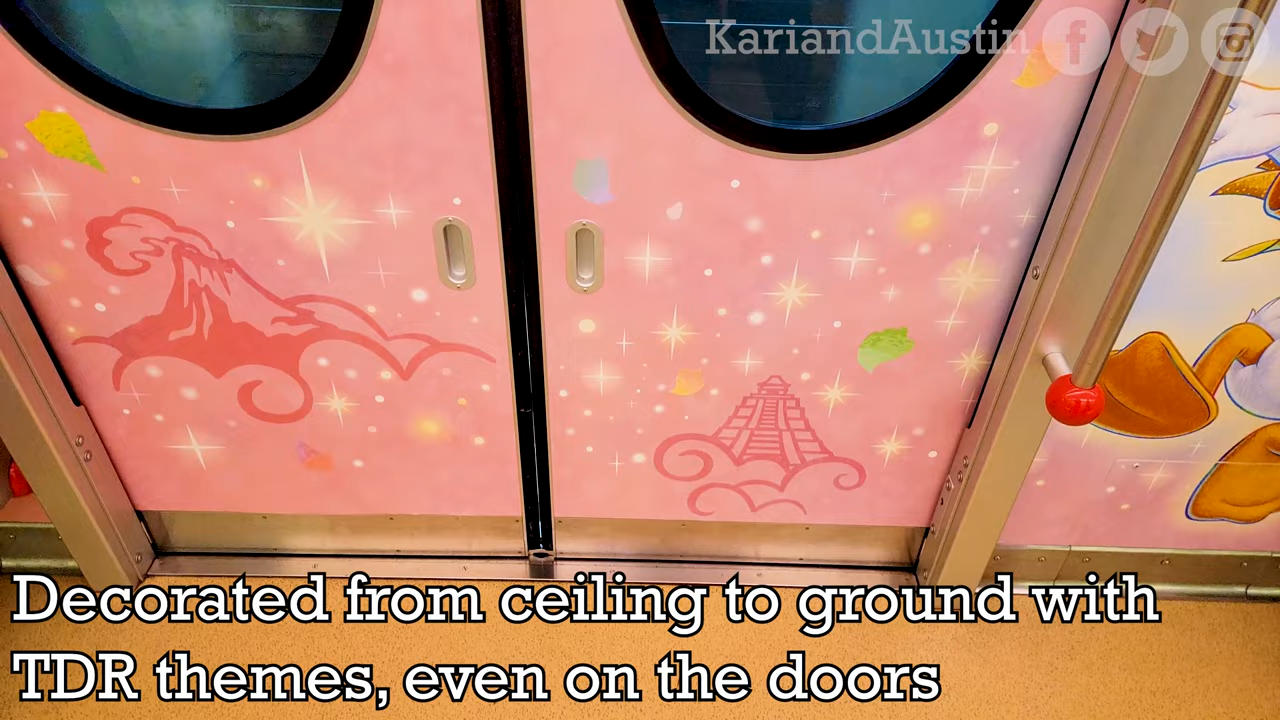 KariandAustin
Decorated from ceiling to ground with
TDR themes, even on the doors